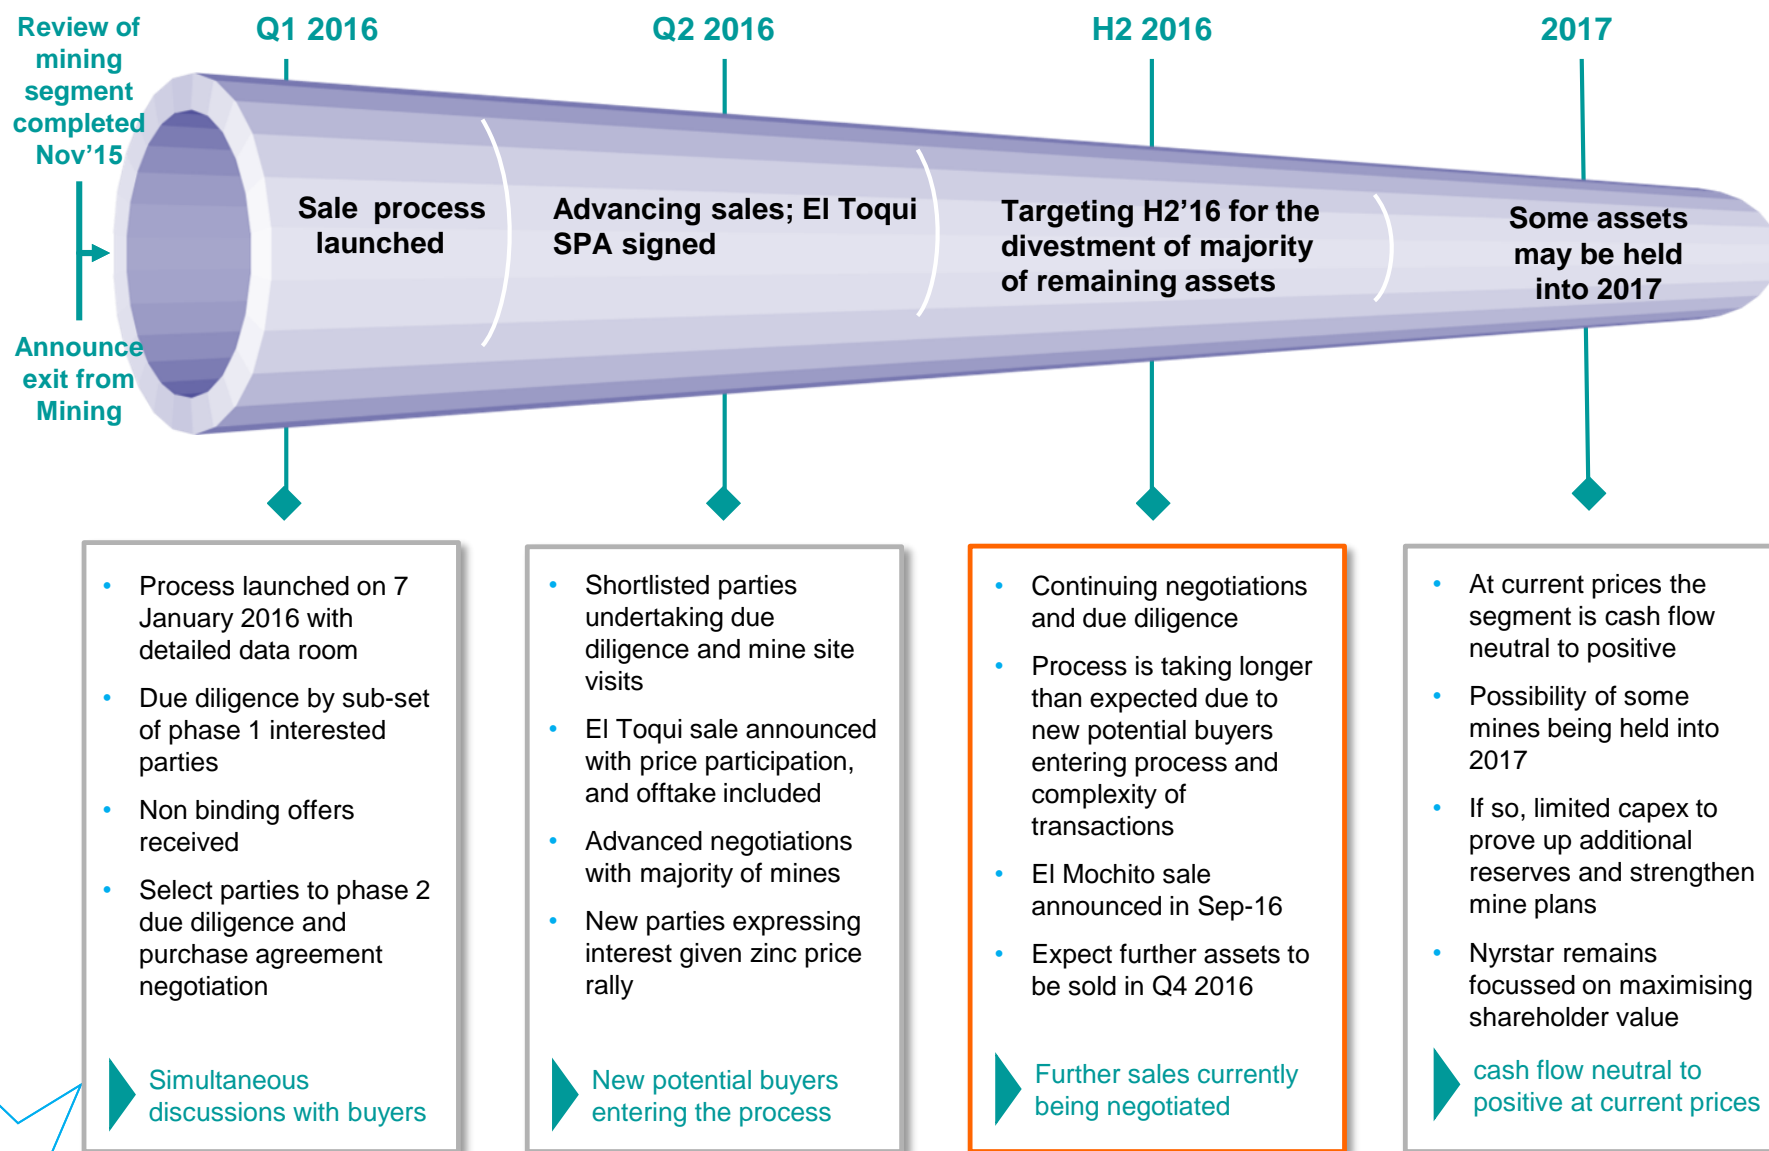 Review of
mining
segment
completed
Nov'15
Announce
exit from
Mining
Q1 2016
Q2 2016
H2 2016
2017
Sale process
launched
Advancing sales; El Toqui
SPA signed
Targeting H2'16 for the
divestment of majority
of remaining assets
Some assets
may be held
into 2017
• Process launched on 7
January 2016 with
detailed data room
• Due diligence by sub-set
of phase 1 interested
parties
• Non binding offers
received
• Select parties to phase 2
due diligence and
purchase agreement
negotiation
Simultaneous
discussions with buyers
• Shortlisted parties
undertaking due
diligence and mine site
visits
• El Toqui sale announced
with price participation,
and offtake included
• Advanced negotiations
with majority of mines
• New parties expressing
interest given zinc price
rally
New potential buyers
entering the process
• Continuing negotiations
and due diligence
• Process is taking longer
than expected due to
new potential buyers
entering process and
complexity of
transactions
• El Mochito sale
announced in Sep-16
• Expect further assets to
be sold in Q4 2016
Further sales currently
being negotiated
• At current prices the
segment is cash flow
neutral to positive
• Possibility of some
mines being held into
2017
• If so, limited capex to
prove up additional
reserves and strengthen
mine plans
• Nyrstar remains
focussed on maximising
shareholder value
cash flow neutral to
positive at current prices